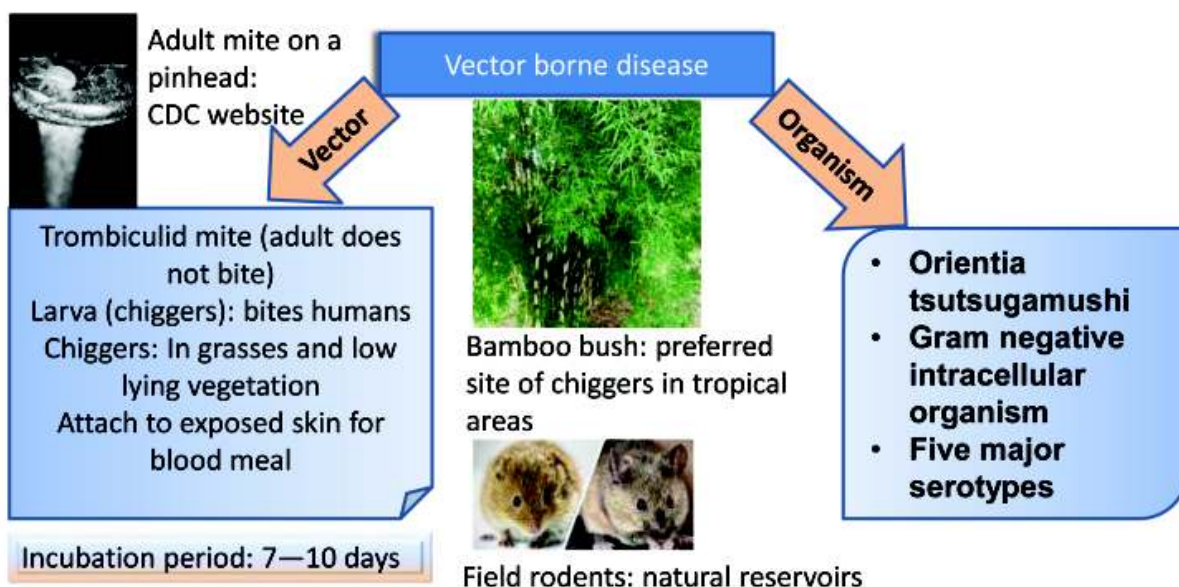 Adult mite on a
pinhead:
CDC website
Vector borne disease
Vector
Organism
Trombiculid mite (adult does
not bite)
Larva (chiggers): bites humans
Chiggers: In grasses and low
lying vegetation
Attach to exposed skin for
blood meal
Incubation period: 7—10 days
Bamboo bush: preferred
site of chiggers in tropical
areas
Field rodents: natural reservoirs
• Orientia
tsutsugamushi
• Gram negative
intracellular
organism
• Five major
serotypes